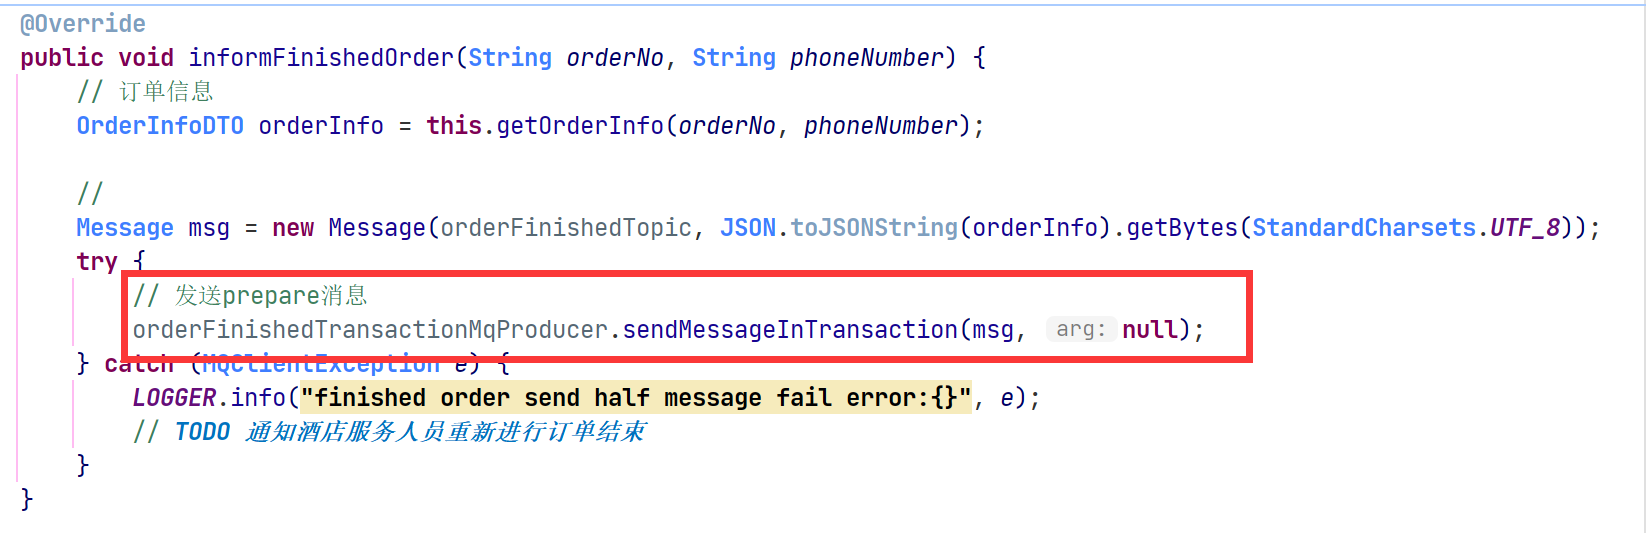 @Override
public void informFinishedOrder(String orderNo, String phoneNumber) {
// 订单信息
OrderInfoDTO orderInfo = this.getOrderInfo(orderNo, phoneNumber);
//
Message msg = new Message(orderFinishedTopic, JSON.toJSONString(orderInfo).getBytes(StandardCharsets.UTF_8));
try {
// 发送prepare消息
orderFinishedTransactionMqProducer.sendMessageInTransaction(msg, arg: null);
} catch (MQClientException e) {
LOGGER.info("finished order send half message fail error:{}", e);
// TODO 通知酒店服务人员重新进行订单结束
}
}